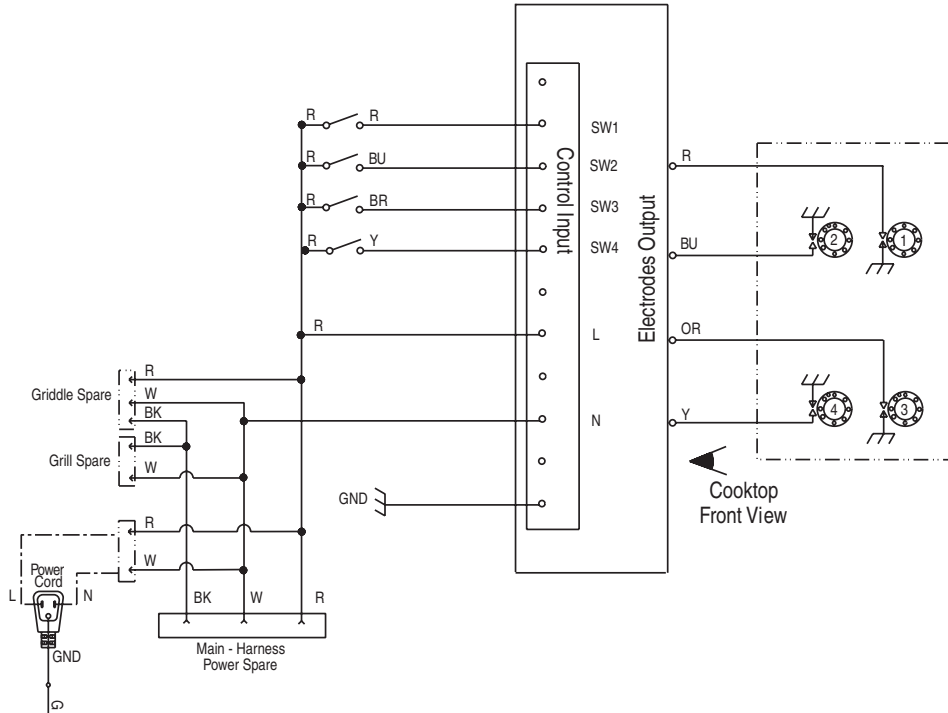 R
R
SW1
R
BU
SW2
R
BR
SW3
R
Y
SW4
Control Input
Electrodes Output
R
BU
OR
Y
2
1
4
3
R
L
N
GND
Cooktop
Front View
Griddle Spare
R
W
BK
Grill Spare
BK
W
R
W
Power
Cord
L
N
GND
G
BK
W
R
Main - Harness
Power Spare